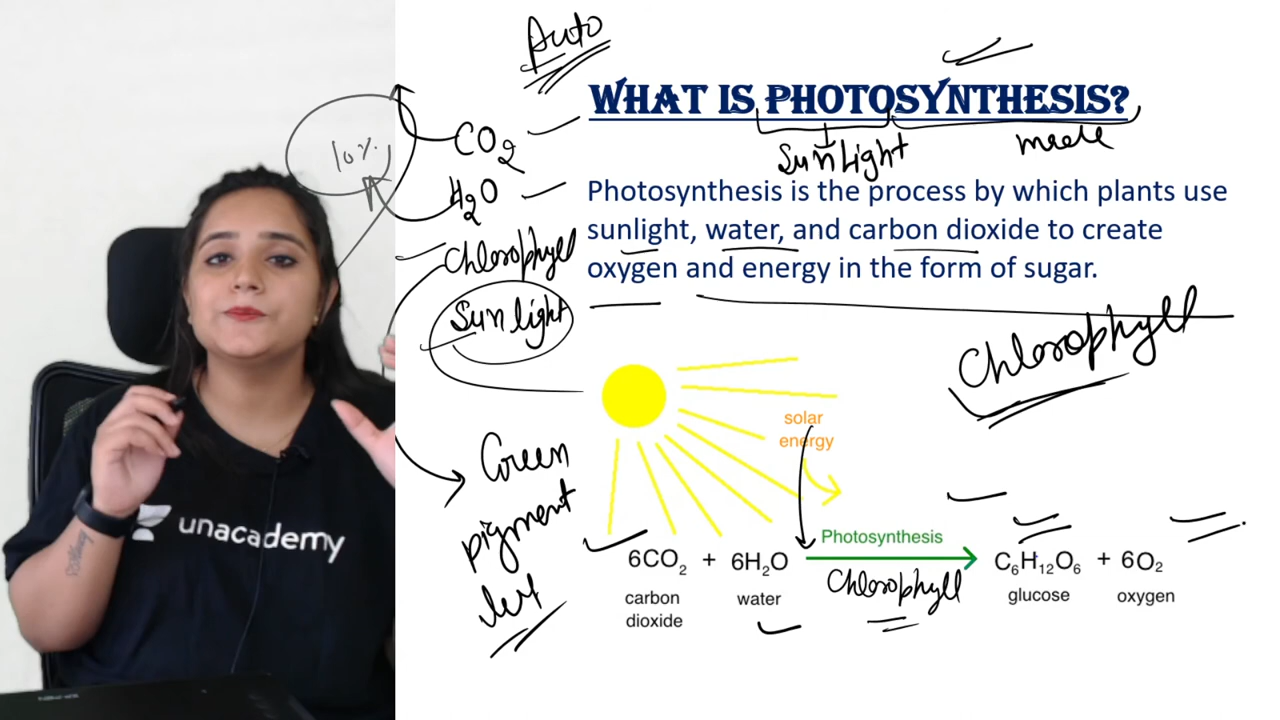 Auto
WHAT IS PHOTOSYNTHESIS?
CO2
Sunlight
10%
H2O
Photosynthesis is the process by which plants use
sunlight, water, and carbon dioxide to create
oxygen and energy in the form of sugar.
Chlorophyll
Sunlight
Chlorophyll
solar
energy
Green
pigment
unacademy
Photosynthesis
6CO2 + 6H2O C6H12O6 + 6O2
Chlorophyll
carbon
dioxide
water
glucose
oxygen